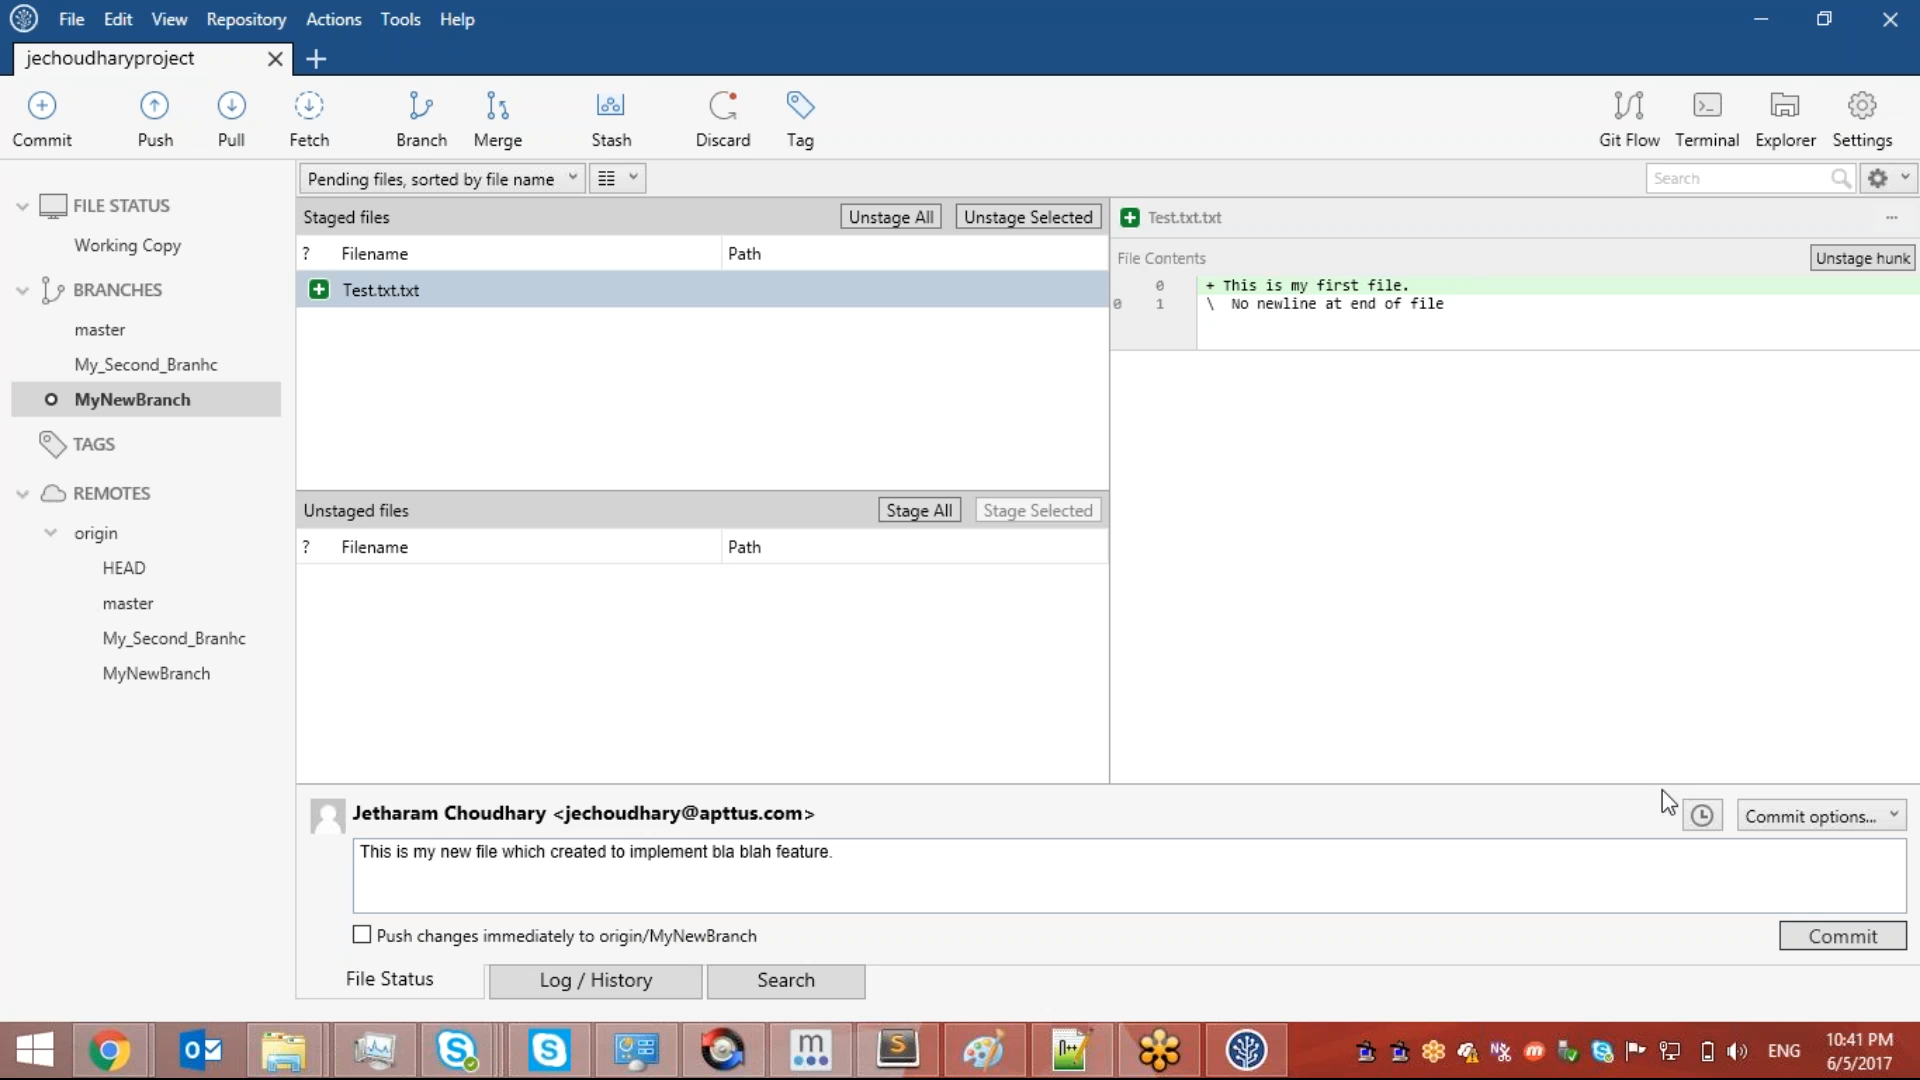 File Edit View Repository Actions Tools Help
jechoudharyproject
Commit Push Pull Fetch Branch Merge Stash Discard Tag Git Flow Terminal Explorer Settings
Pending files, sorted by file name
Search
FILE STATUS
Working Copy
BRANCHES
master
My_Second_Branhc
MyNewBranch
TAGS
REMOTES
origin
HEAD
master
My_Second_Branhc
MyNewBranch
Staged files Unstage All Unstage Selected
? Filename Path
Test.txt.txt
Unstaged files Stage All Stage Selected
? Filename Path
Test.txt.txt ...
File Contents Unstage hunk
0 + This is my first file.
0 1 \ No newline at end of file
Jetharam Choudhary <jechoudhary@apttus.com>
Commit options...
This is my new file which created to implement bla blah feature.
Push changes immediately to origin/MyNewBranch
Commit
File Status Log / History Search
ENG
10:41 PM
6/5/2017